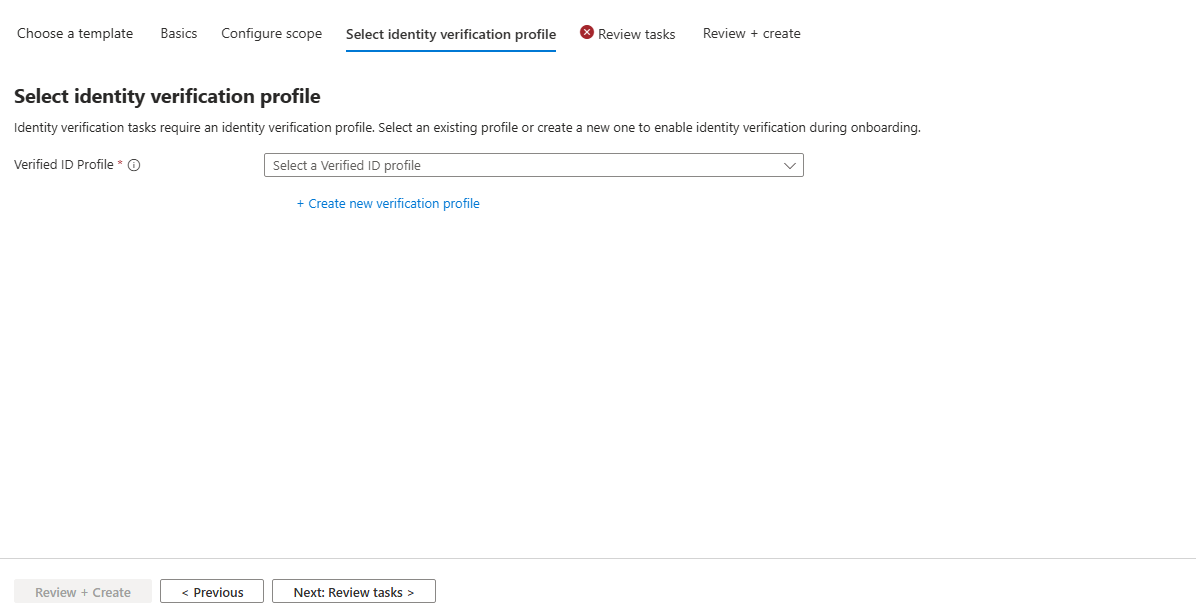 Choose a template Basics Configure scope Select identity verification profile Review tasks Review + create
Select identity verification profile
Identity verification tasks require an identity verification profile. Select an existing profile or create a new one to enable identity verification during onboarding.
Verified ID Profile * Select a Verified ID profile
+ Create new verification profile
Review + Create < Previous Next: Review tasks >